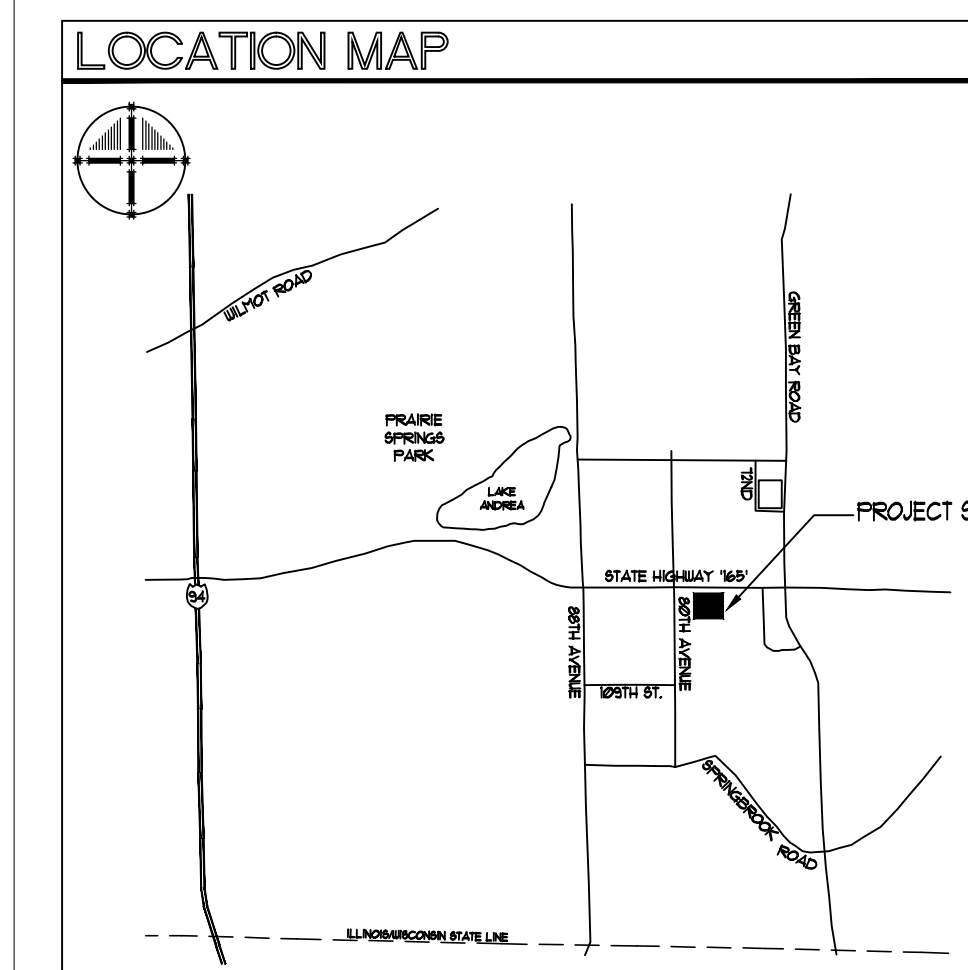 LOCATION MAP
WILMOT ROAD
GREEN BAY ROAD
PRAIRIE
SPRINGS
PARK
LAKE
ANDREA
72ND
PROJECT S
STATE HIGHWAY '165'
94
88TH AVENUE
80TH AVENUE
109TH ST.
SPRINGBROOK
ROAD
ILLINOIS/WISCONSIN STATE LINE